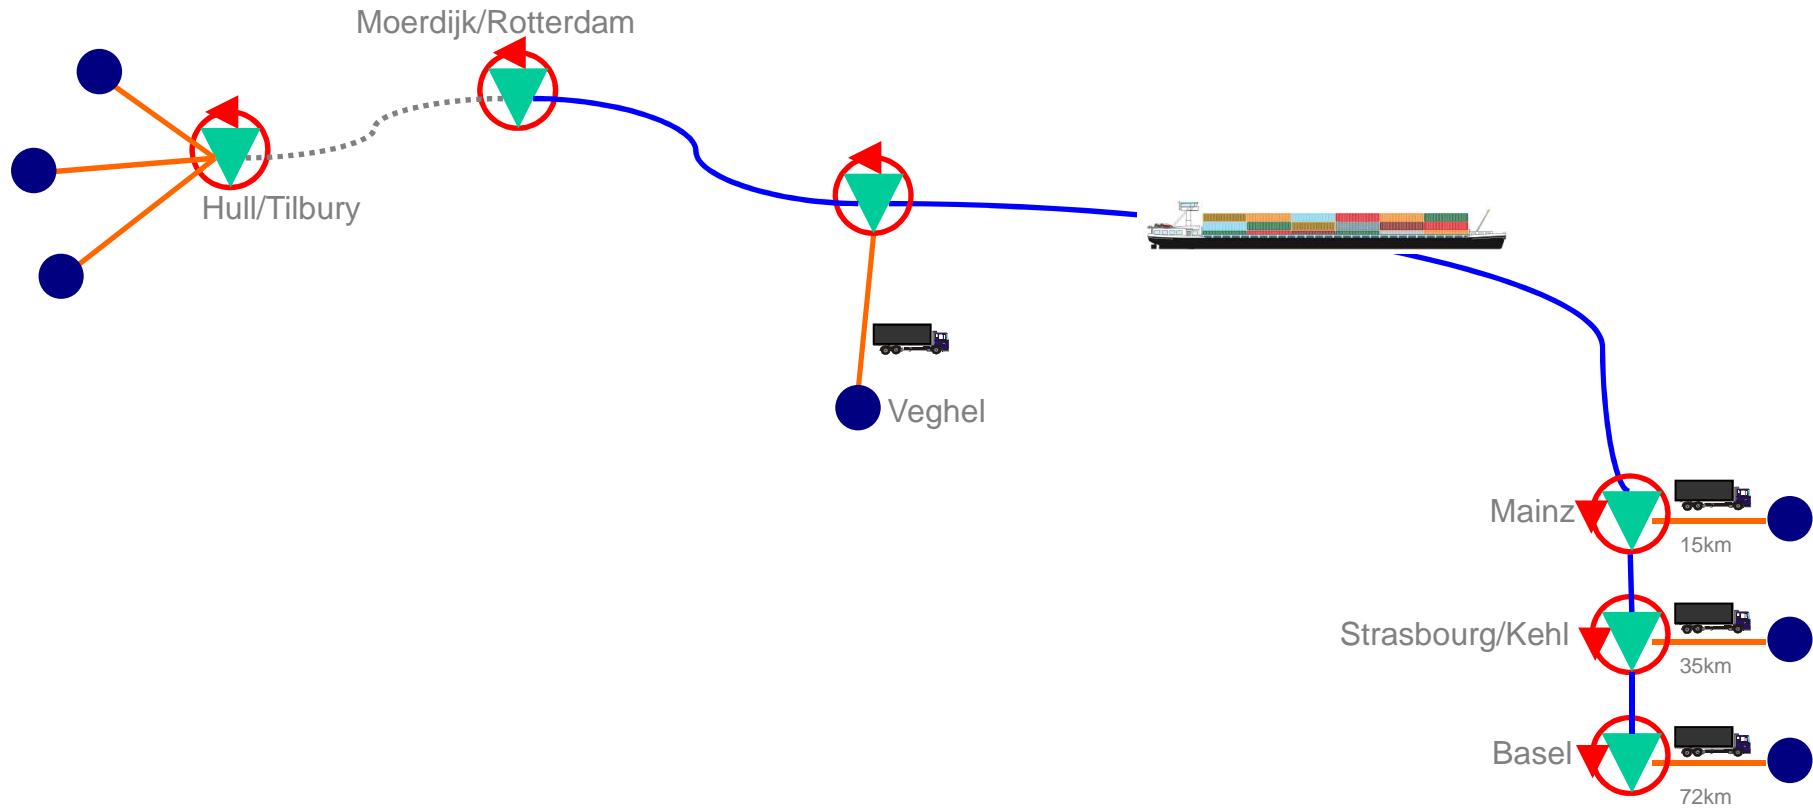 Moerdijk/Rotterdam
Hull/Tilbury
Veghel
Mainz
15km
Strasbourg/Kehl
35km
Basel
72km